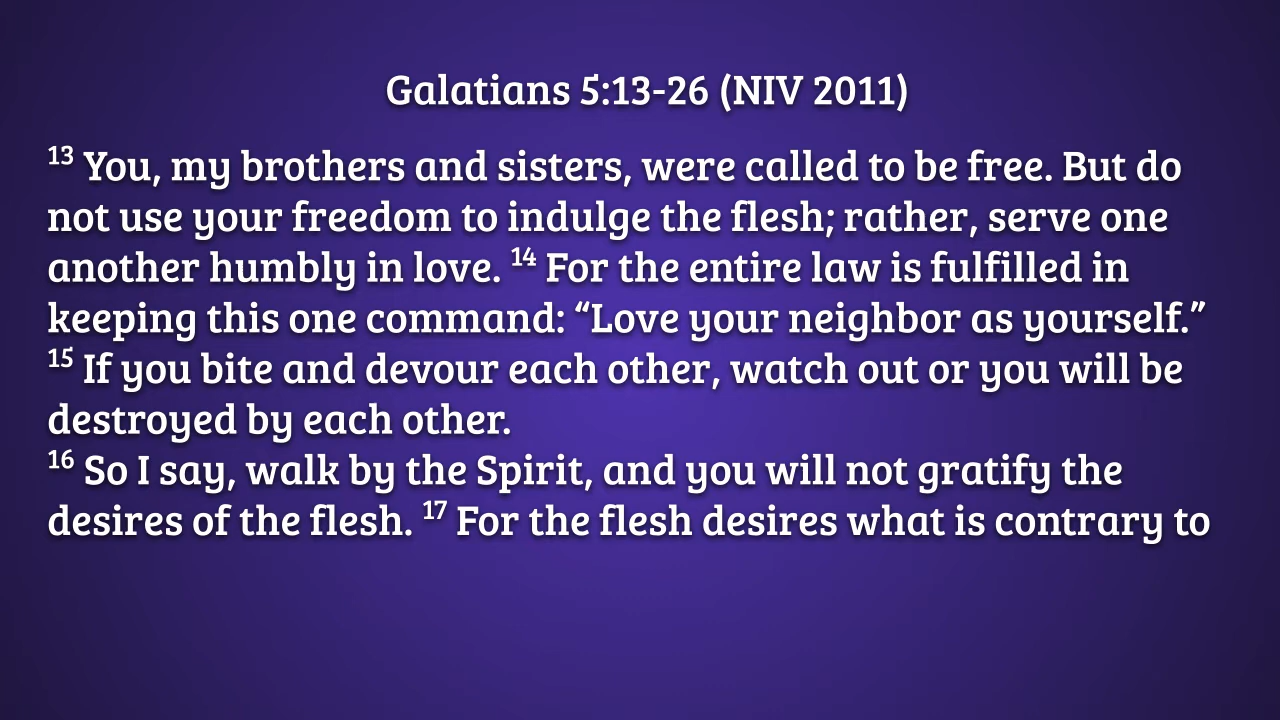 Galatians 5:13-26 (NIV 2011)
¹³ You, my brothers and sisters, were called to be free. But do
not use your freedom to indulge the flesh; rather, serve one
another humbly in love. ¹⁴ For the entire law is fulfilled in
keeping this one command: “Love your neighbor as yourself.”
¹⁵ If you bite and devour each other, watch out or you will be
destroyed by each other.
¹⁶ So I say, walk by the Spirit, and you will not gratify the
desires of the flesh. ¹⁷ For the flesh desires what is contrary to